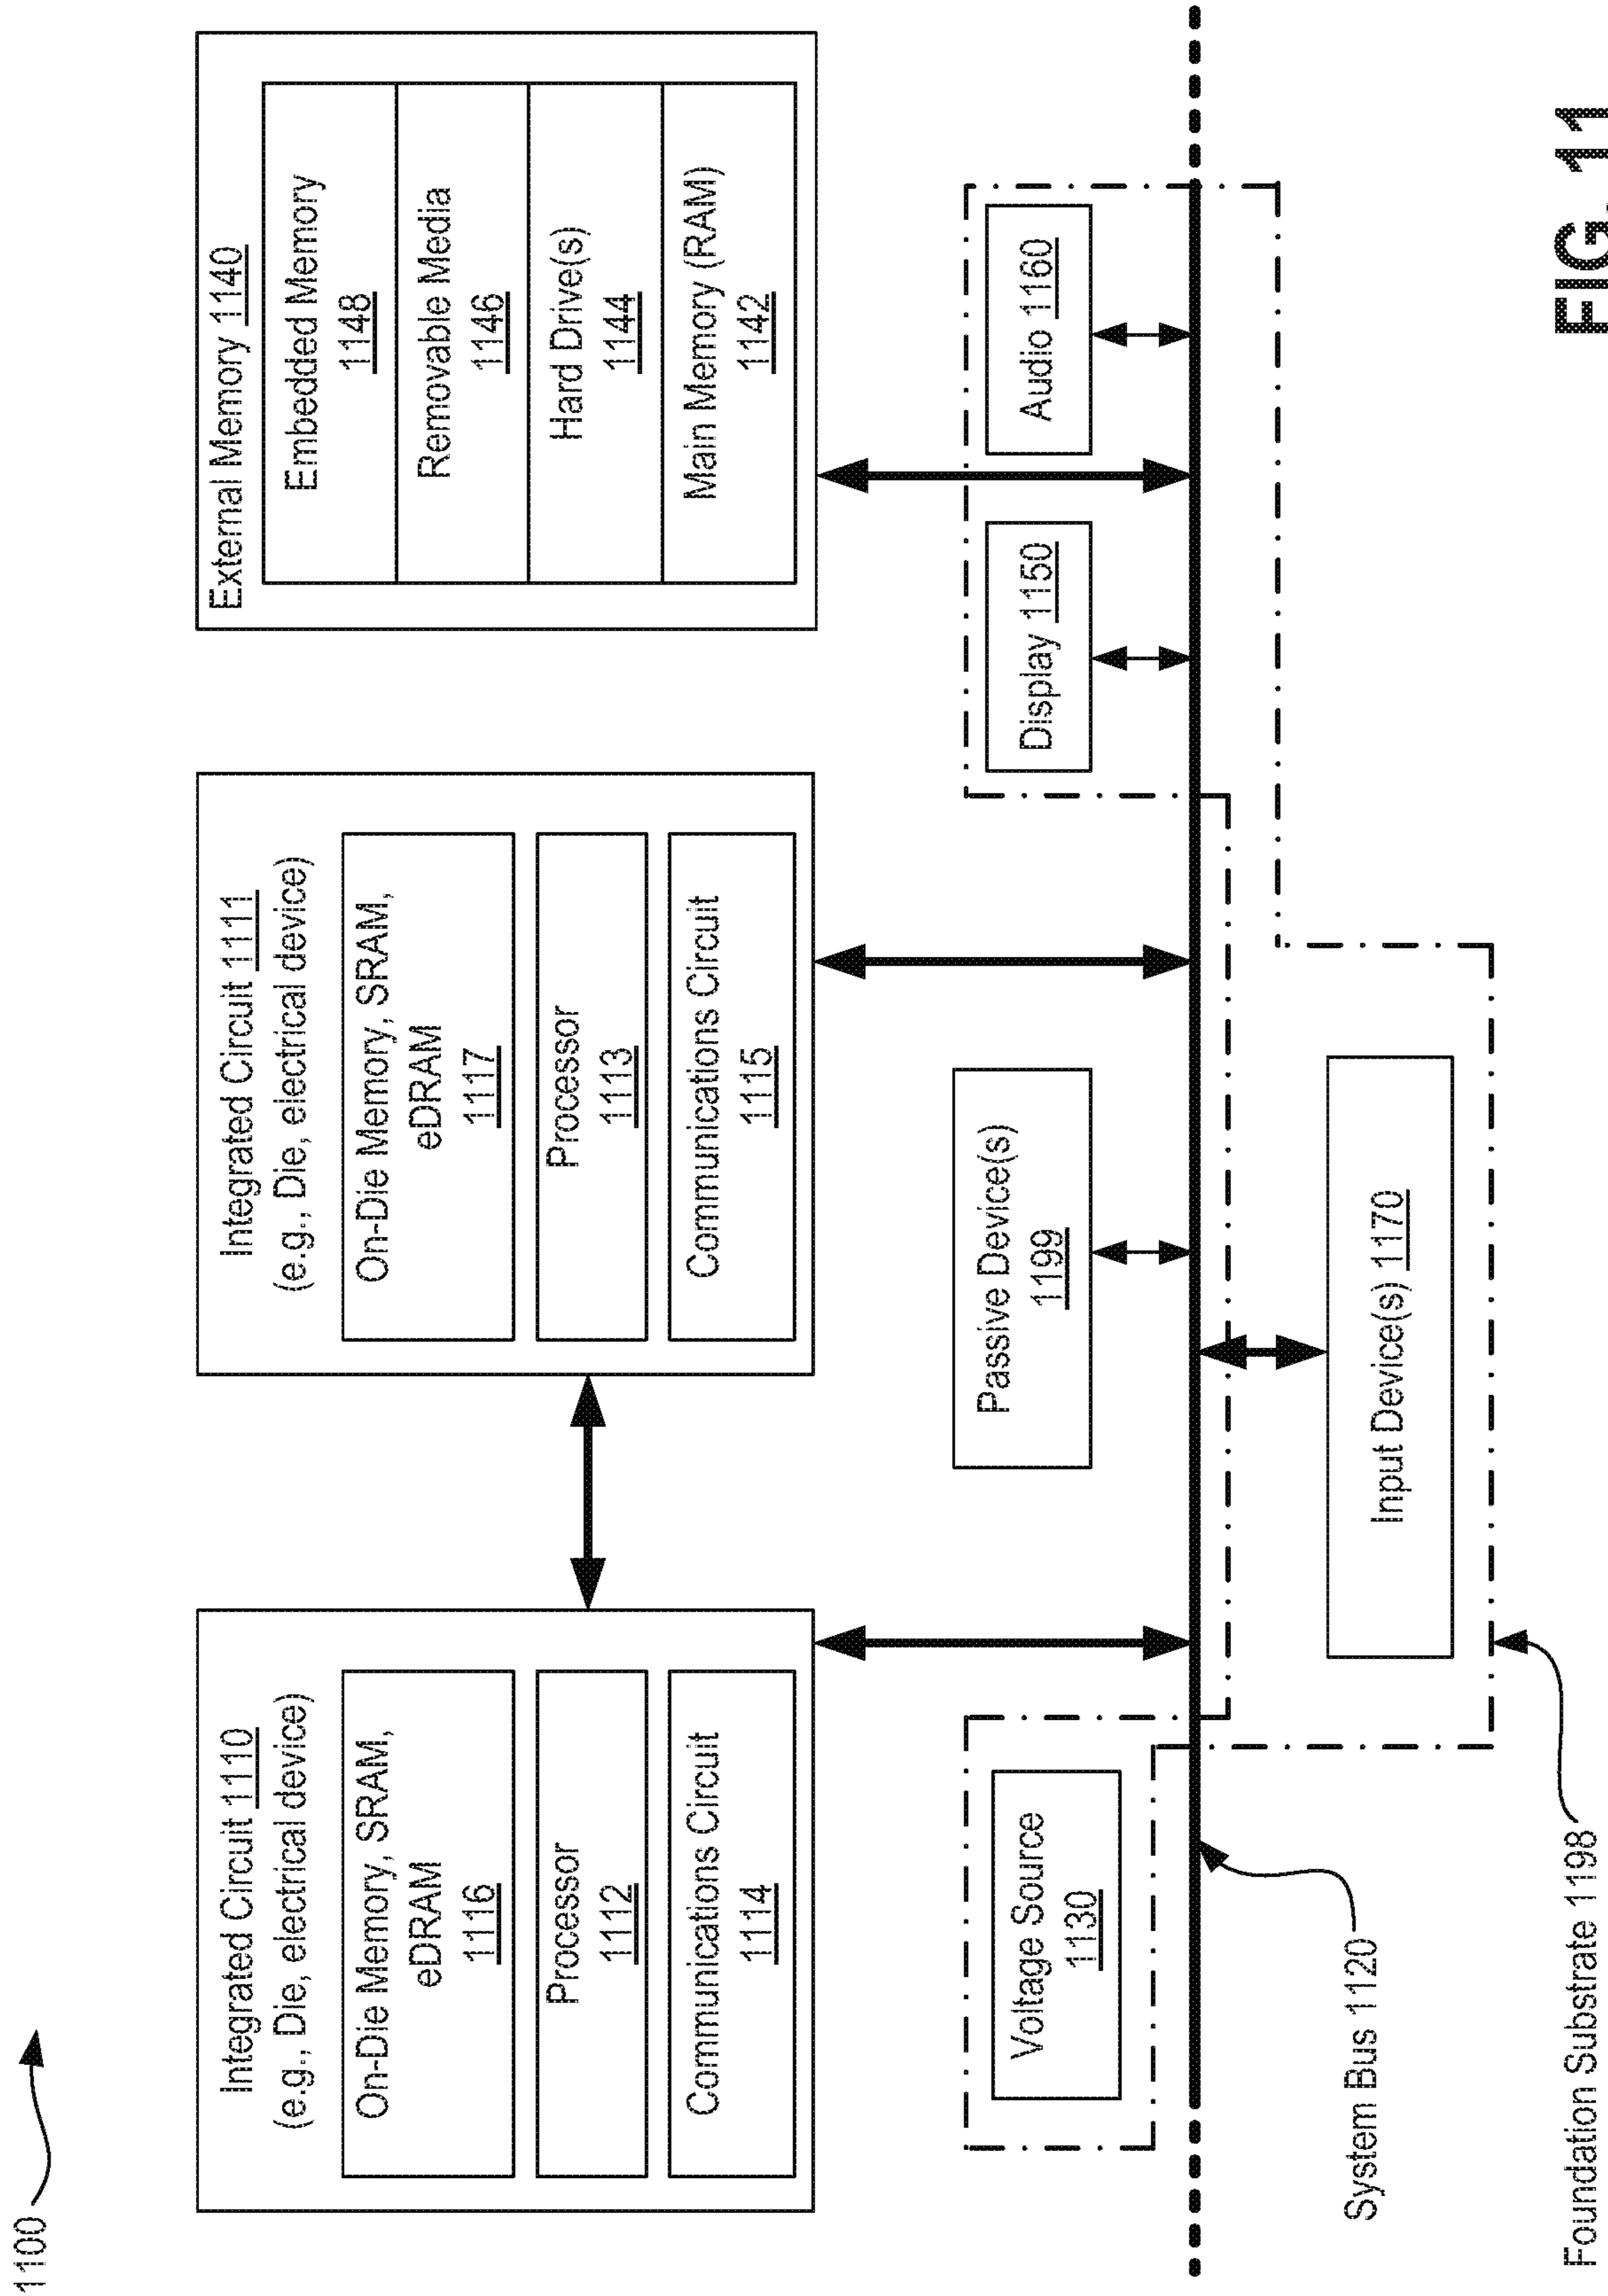 1100
Integrated Circuit 1110
(e.g., Die, electrical device)
On-Die Memory, SRAM,
eDRAM
1116
Processor
1112
Communications Circuit
1114
Integrated Circuit 1111
(e.g., Die, electrical device)
On-Die Memory, SRAM,
eDRAM
1117
Processor
1113
Communications Circuit
1115
External Memory 1140
Embedded Memory
1148
Removable Media
1146
Hard Drive(s)
1144
Main Memory (RAM)
1142
Voltage Source
1130
Passive Device(s)
1199
Display 1150
Audio 1160
System Bus 1120
Input Device(s) 1170
Foundation Substrate 1198
FIG. 11